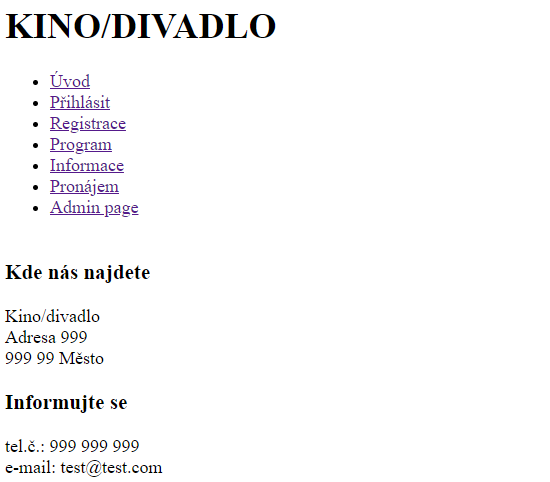 KINO/DIVADLO
Úvod
Přihlásit
Registrace
Program
Informace
Pronájem
Admin page
Kde nás najdete
Kino/divadlo
Adresa 999
999 99 Město
Informujte se
tel.č.: 999 999 999
e-mail: test@test.com